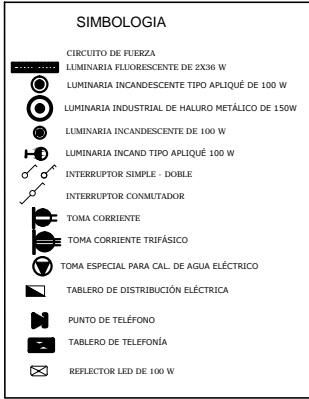 SIMBOLOGIA
CIRCUITO DE FUERZA
LUMINARIA FLUORESCENTE DE 2X36 W
LUMINARIA INCANDESCENTE TIPO APLIQUÉ DE 100 W
LUMINARIA INDUSTRIAL DE HALURO METÁLICO DE 150W
LUMINARIA INCANDESCENTE DE 100 W
LUMINARIA INCAND TIPO APLIQUÉ 100 W
INTERRUPTOR SIMPLE - DOBLE
INTERRUPTOR CONMUTADOR
TOMA CORRIENTE
TOMA CORRIENTE TRIFÁSICO
TOMA ESPECIAL PARA CAL. DE AGUA ELÉCTRICO
TABLERO DE DISTRIBUCIÓN ELÉCTRICA
PUNTO DE TELÉFONO
TABLERO DE TELEFONÍA
REFLECTOR LED DE 100 W